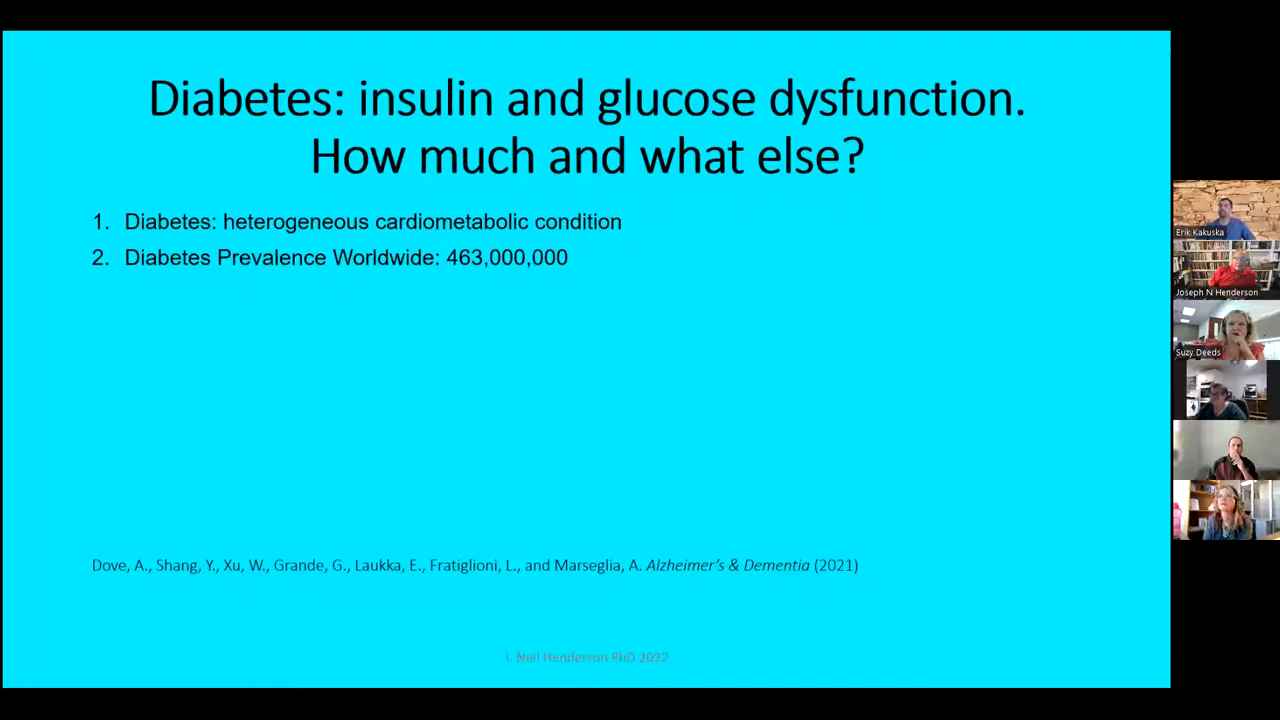 Diabetes: insulin and glucose dysfunction.
How much and what else?
1. Diabetes: heterogeneous cardiometabolic condition
2. Diabetes Prevalence Worldwide: 463,000,000
Dove, A., Shang, Y., Xu, W., Grande, G., Laukka, E., Fratiglioni, L., and Marseglia, A. Alzheimer's & Dementia (2021)
Henderson PhD 2022
Erik Kakuska
Joseph N Henderson
Suzy Deeds